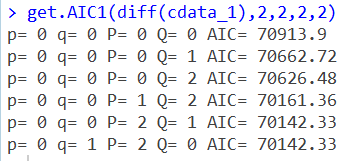 > get.AIC1(diff(cdata_1),2,2,2,2)
p= 0 q= 0 P= 0 Q= 0 AIC= 70913.9
p= 0 q= 0 P= 0 Q= 1 AIC= 70662.72
p= 0 q= 0 P= 0 Q= 2 AIC= 70626.48
p= 0 q= 0 P= 1 Q= 2 AIC= 70161.36
p= 0 q= 0 P= 2 Q= 1 AIC= 70142.33
p= 0 q= 1 P= 2 Q= 0 AIC= 70142.33